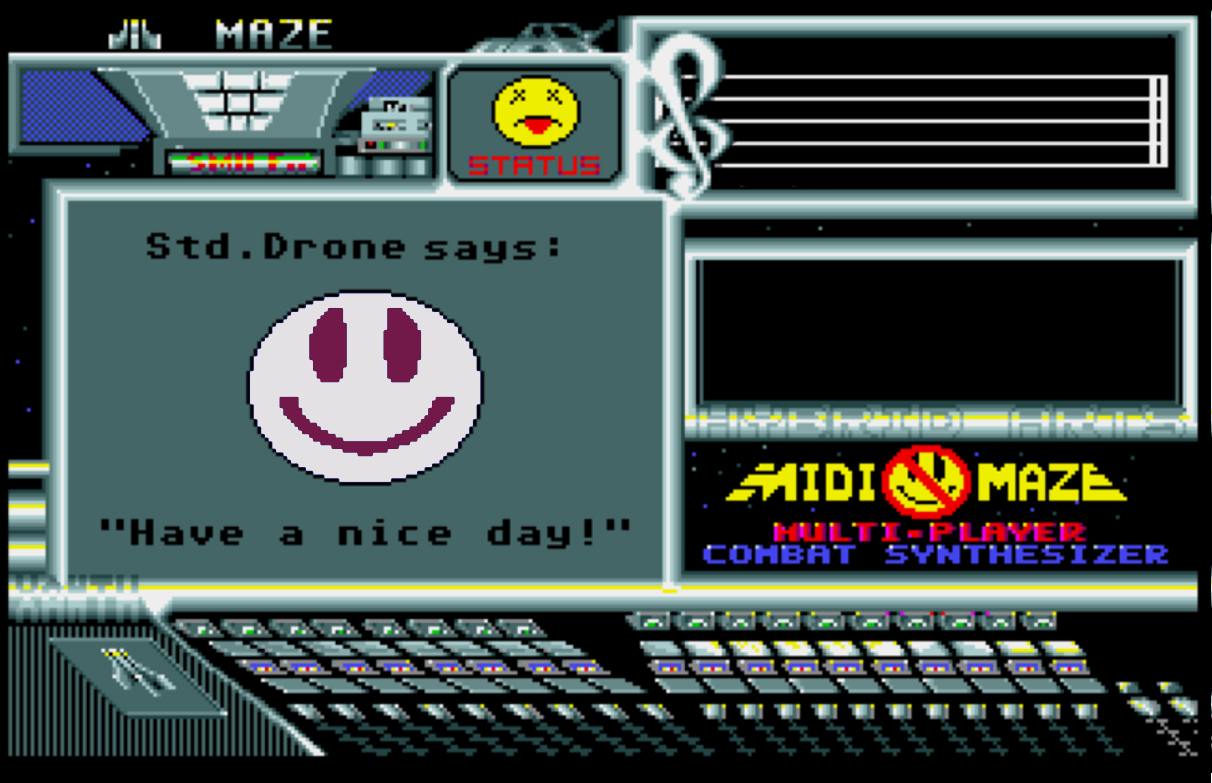 MAZE
STATUS
Std.Drone says:
"Have a nice day!"
MIDI MAZE
MULTI-PLAYER
COMBAT SYNTHESIZER